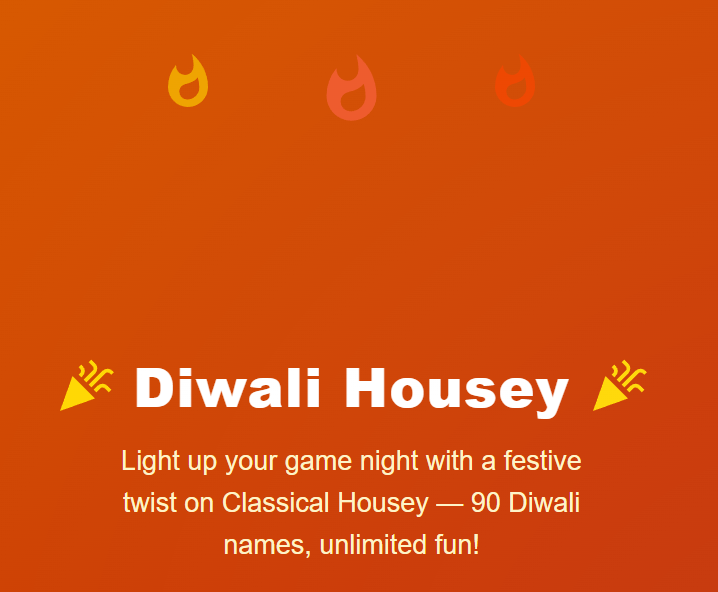 Diwali Housey
Light up your game night with a festive
twist on Classical Housey — 90 Diwali
names, unlimited fun!